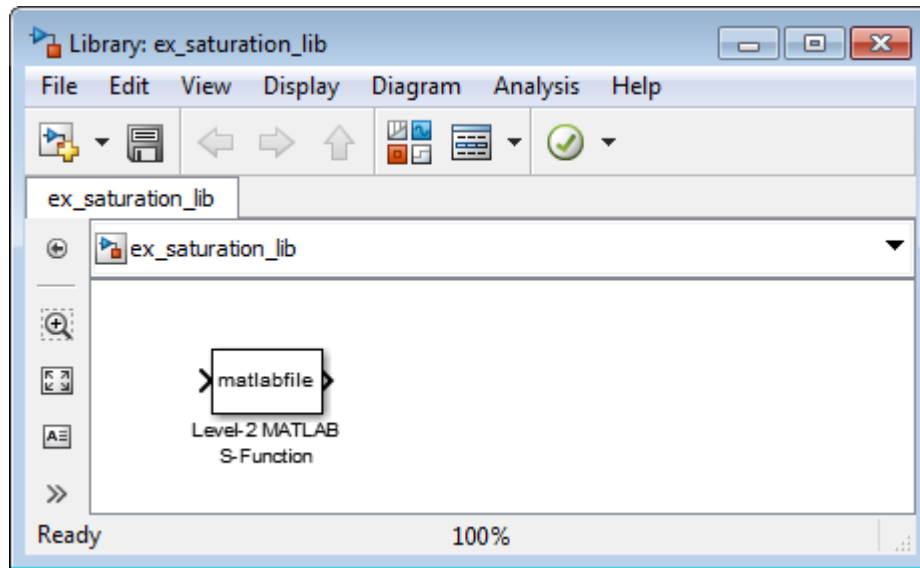 Library: ex_saturation_lib
File Edit View Display Diagram Analysis Help
ex_saturation_lib
ex_saturation_lib
matlabfile
Level-2 MATLAB
S-Function
A
Ready 100%